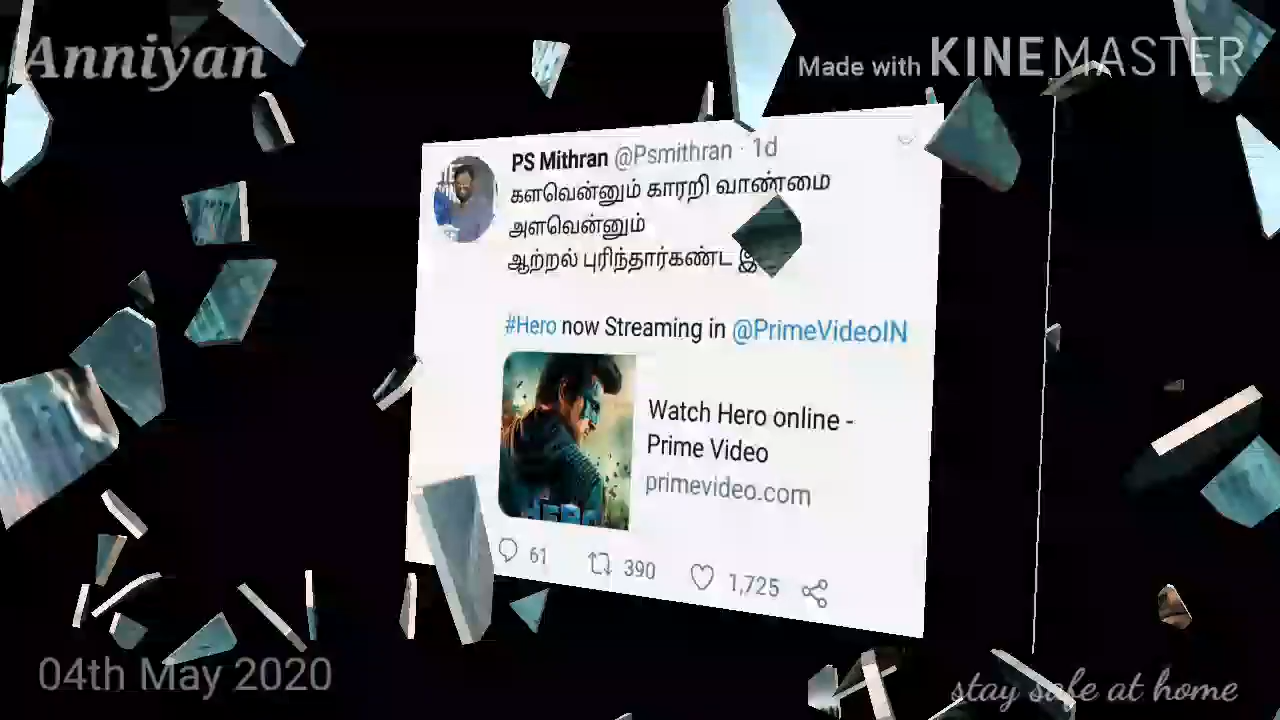 Anniyan
Made with KINEMASTER
PS Mithran @Psmithran · 1d
களவென்னும் காரறி வாண்மை
அளவென்னும்
ஆற்றல் புரிந்தார்கண்ட
#Hero now Streaming in @PrimeVideoIN
HERO
Watch Hero online -
Prime Video
primevideo.com
61 390 1,725
04th May 2020
stay safe at home